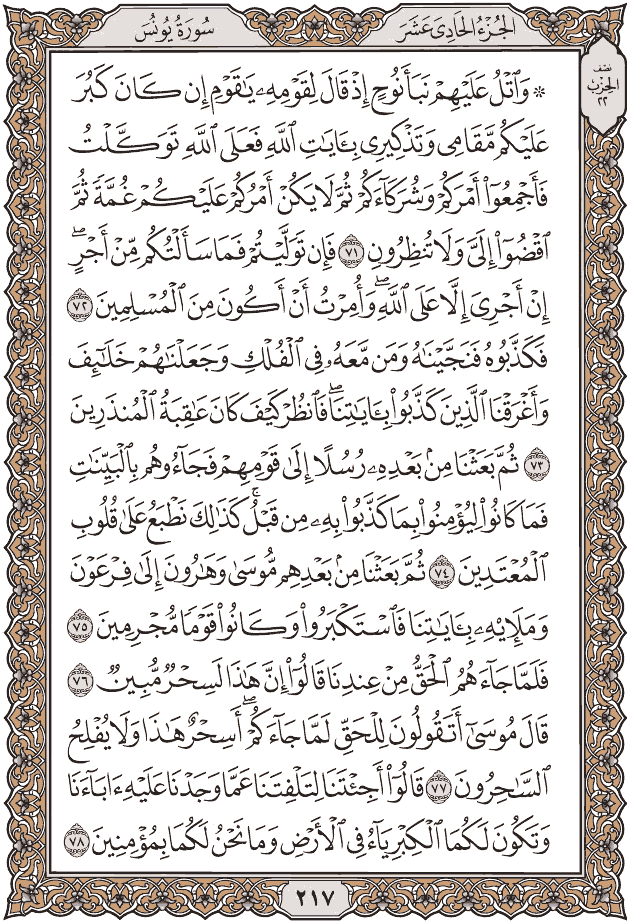 الجُزْءُ الحَادِي عَشَرَ
سُورَةُ يُونُسَ
نصف
الحِزْبِ
٢٢
۞ وَٱتْلُ عَلَيْهِمْ نَبَأَ نُوحٍ إِذْ قَالَ لِقَوْمِهِۦ يَٰقَوْمِ إِن كَانَ كَبُرَ
عَلَيْكُم مَّقَامِى وَتَذْكِيرِى بِـَٔايَٰتِ ٱللَّهِ فَعَلَى ٱللَّهِ تَوَكَّلْتُ
فَأَجْمِعُوٓا۟ أَمْرَكُمْ وَشُرَكَآءَكُمْ ثُمَّ لَا يَكُنْ أَمْرُكُمْ عَلَيْكُمْ غُمَّةً ثُمَّ
ٱقْضُوٓا۟ إِلَىَّ وَلَا تُنظِرُونِ ٧١ فَإِن تَوَلَّيْتُمْ فَمَا سَأَلْتُكُم مِّنْ أَجْرٍ ۖ
إِنْ أَجْرِىَ إِلَّا عَلَى ٱللَّهِ ۖ وَأُمِرْتُ أَنْ أَكُونَ مِنَ ٱلْمُسْلِمِينَ ٧٢
فَكَذَّبُوهُ فَنَجَّيْنَٰهُ وَمَن مَّعَهُۥ فِى ٱلْفُلْكِ وَجَعَلْنَٰهُمْ خَلَٰٓئِفَ
وَأَغْرَقْنَا ٱلَّذِينَ كَذَّبُوا۟ بِـَٔايَٰتِنَا ۖ فَٱنظُرْ كَيْفَ كَانَ عَٰقِبَةُ ٱلْمُنذَرِينَ
٧٣ ثُمَّ بَعَثْنَا مِنۢ بَعْدِهِۦ رُسُلًا إِلَىٰ قَوْمِهِمْ فَجَآءُوهُم بِٱلْبَيِّنَٰتِ
فَمَا كَانُوا۟ لِيُؤْمِنُوا۟ بِمَا كَذَّبُوا۟ بِهِۦ مِن قَبْلُ ۚ كَذَٰلِكَ نَطْبَعُ عَلَىٰ قُلُوبِ
ٱلْمُعْتَدِينَ ٧٤ ثُمَّ بَعَثْنَا مِنۢ بَعْدِهِم مُّوسَىٰ وَهَٰرُونَ إِلَىٰ فِرْعَوْنَ
وَمَلَإِي۟هِۦ بِـَٔايَٰتِنَا فَٱسْتَكْبَرُوا۟ وَكَانُوا۟ قَوْمًا مُّجْرِمِينَ ٧٥
فَلَمَّا جَآءَهُمُ ٱلْحَقُّ مِنْ عِندِنَا قَالُوٓا۟ إِنَّ هَٰذَا لَسِحْرٌ مُّبِينٌ ٧٦
قَالَ مُوسَىٰٓ أَتَقُولُونَ لِلْحَقِّ لَمَّا جَآءَكُمْ ۖ أَسِحْرٌ هَٰذَا وَلَا يُفْلِحُ
ٱلسَّٰحِرُونَ ٧٧ قَالُوٓا۟ أَجِئْتَنَا لِتَلْفِتَنَا عَمَّا وَجَدْنَا عَلَيْهِ ءَابَآءَنَا
وَتَكُونَ لَكُمَا ٱلْكِبْرِيَآءُ فِى ٱلْأَرْضِ وَمَا نَحْنُ لَكُمَا بِمُؤْمِنِينَ ٧٨
٢١٧